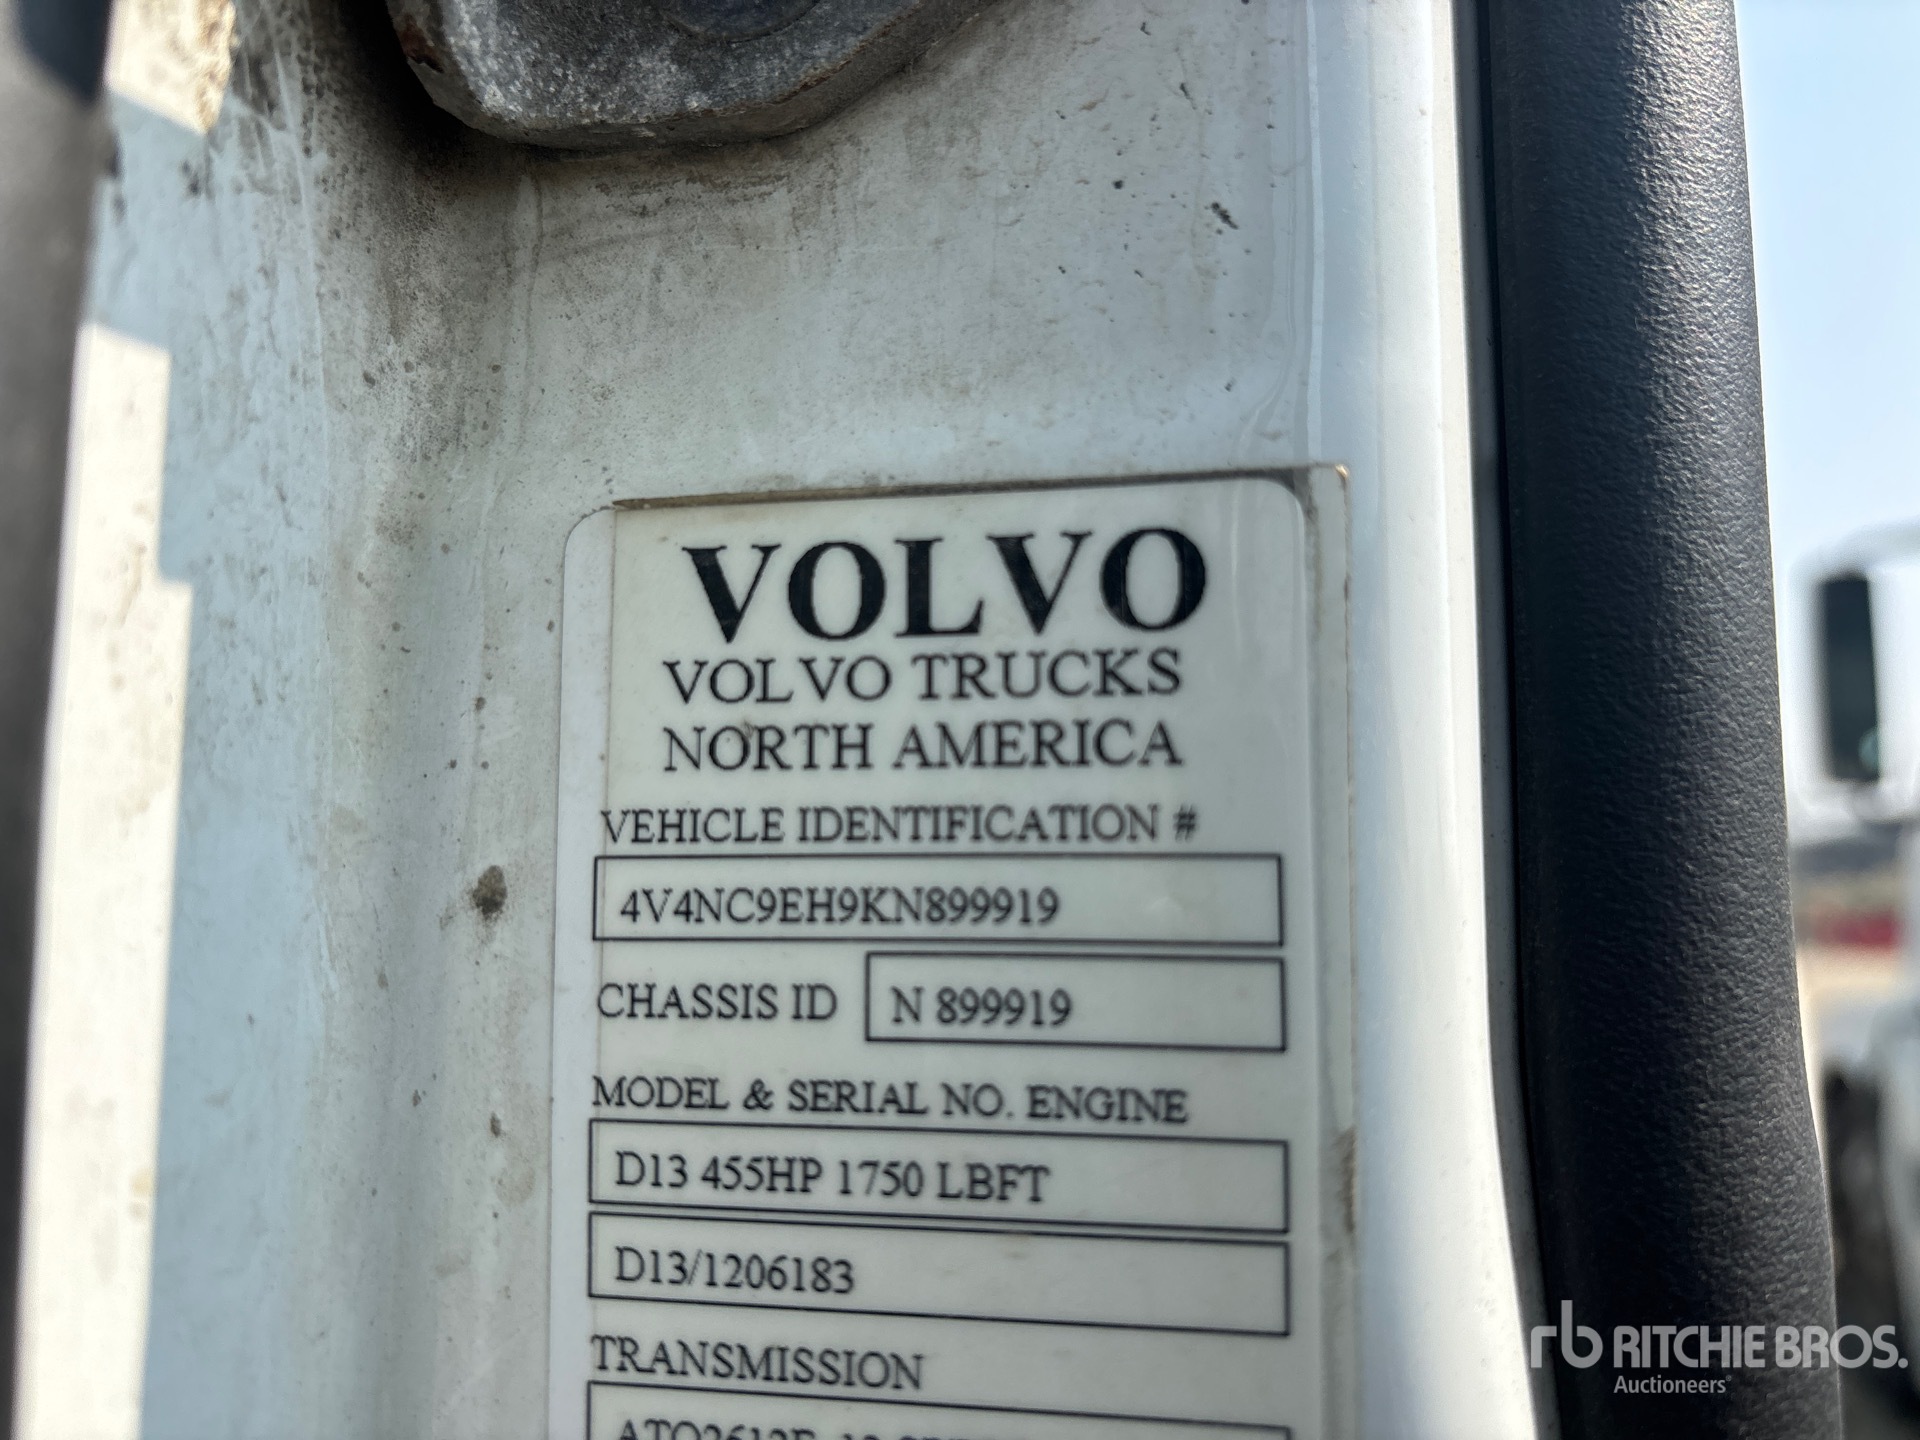 VOLVO
VOLVO TRUCKS
NORTH AMERICA
VEHICLE IDENTIFICATION #
4V4NC9EH9KN899919
CHASSIS ID N 899919
MODEL & SERIAL NO. ENGINE
D13 455HP 1750 LBFT
D13/1206183
TRANSMISSION
rb RITCHIE BROS.
Auctioneers